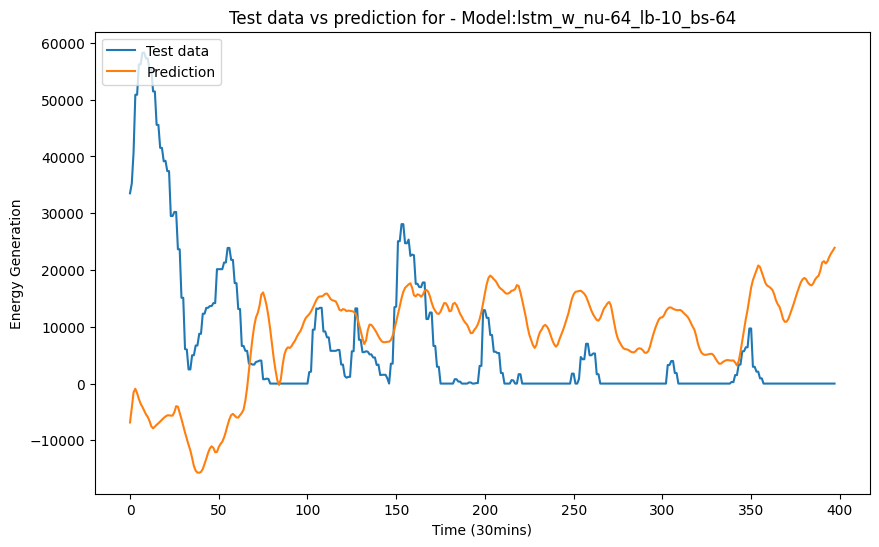 Test data vs prediction for - Model:lstm_w_nu-64_lb-10_bs-64
Test data
Prediction
Energy Generation
60000
50000
40000
30000
20000
10000
0
−10000
0 50 100 150 200 250 300 350 400
Time (30mins)